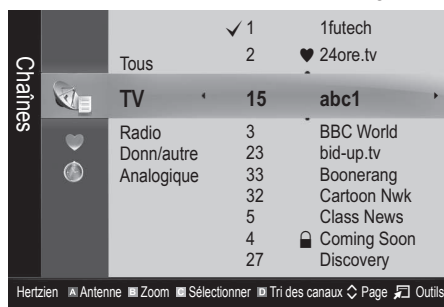 Chaînes
✓ 1 1futech
Tous 2 ♥ 24ore.tv
TV 15 abc1
Radio 3 BBC World
Donn/autre 23 bid-up.tv
Analogique 33 Boonerang
32 Cartoon Nwk
5 Class News
4 Coming Soon
27 Discovery
Hertzien A Antenne B Zoom C Sélectionner D Tri des canaux Page Outils